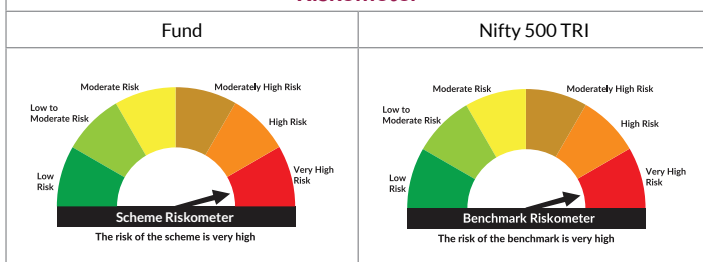 Riskometer
Fund
Nifty 500 TRI
Moderate Risk
Moderately High Risk
Low to
Moderate Risk
High Risk
Low
Risk
Very High
Risk
Scheme Riskometer
The risk of the scheme is very high
Moderate Risk
Moderately High Risk
Low to
Moderate Risk
High Risk
Low
Risk
Very High
Risk
Benchmark Riskometer
The risk of the benchmark is very high